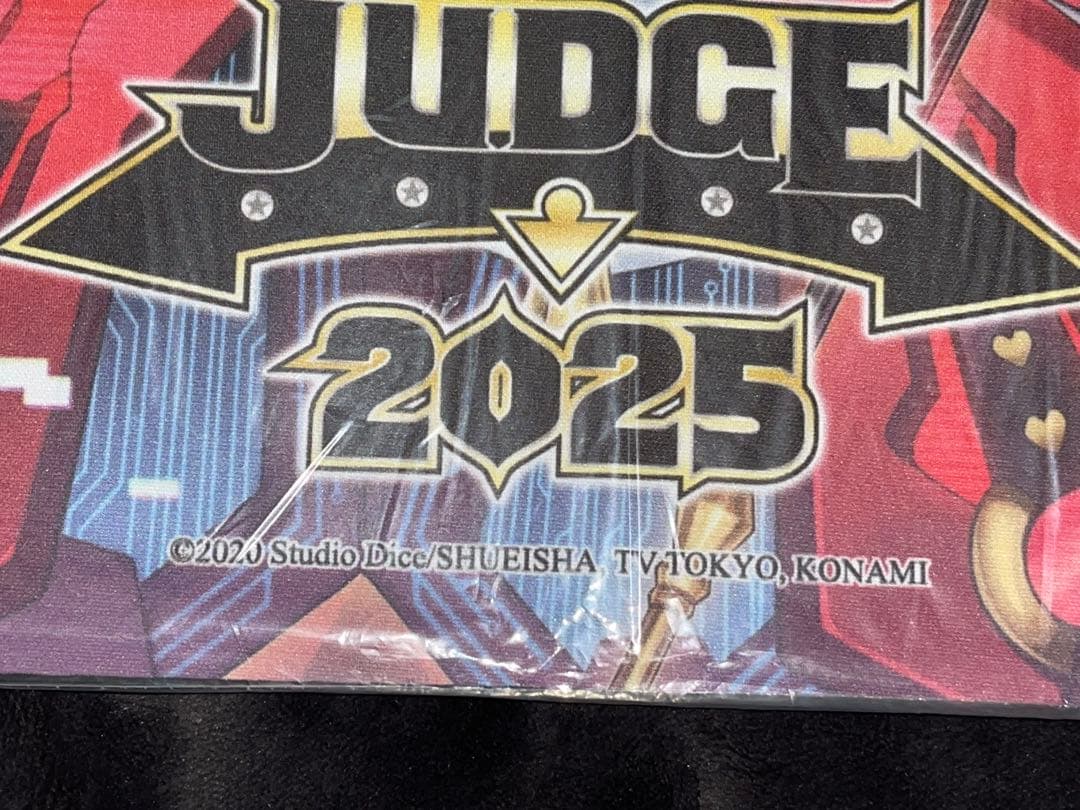 JUDGE
2025
©2020 Studio Dice/SHUEISHA, TV TOKYO, KONAMI